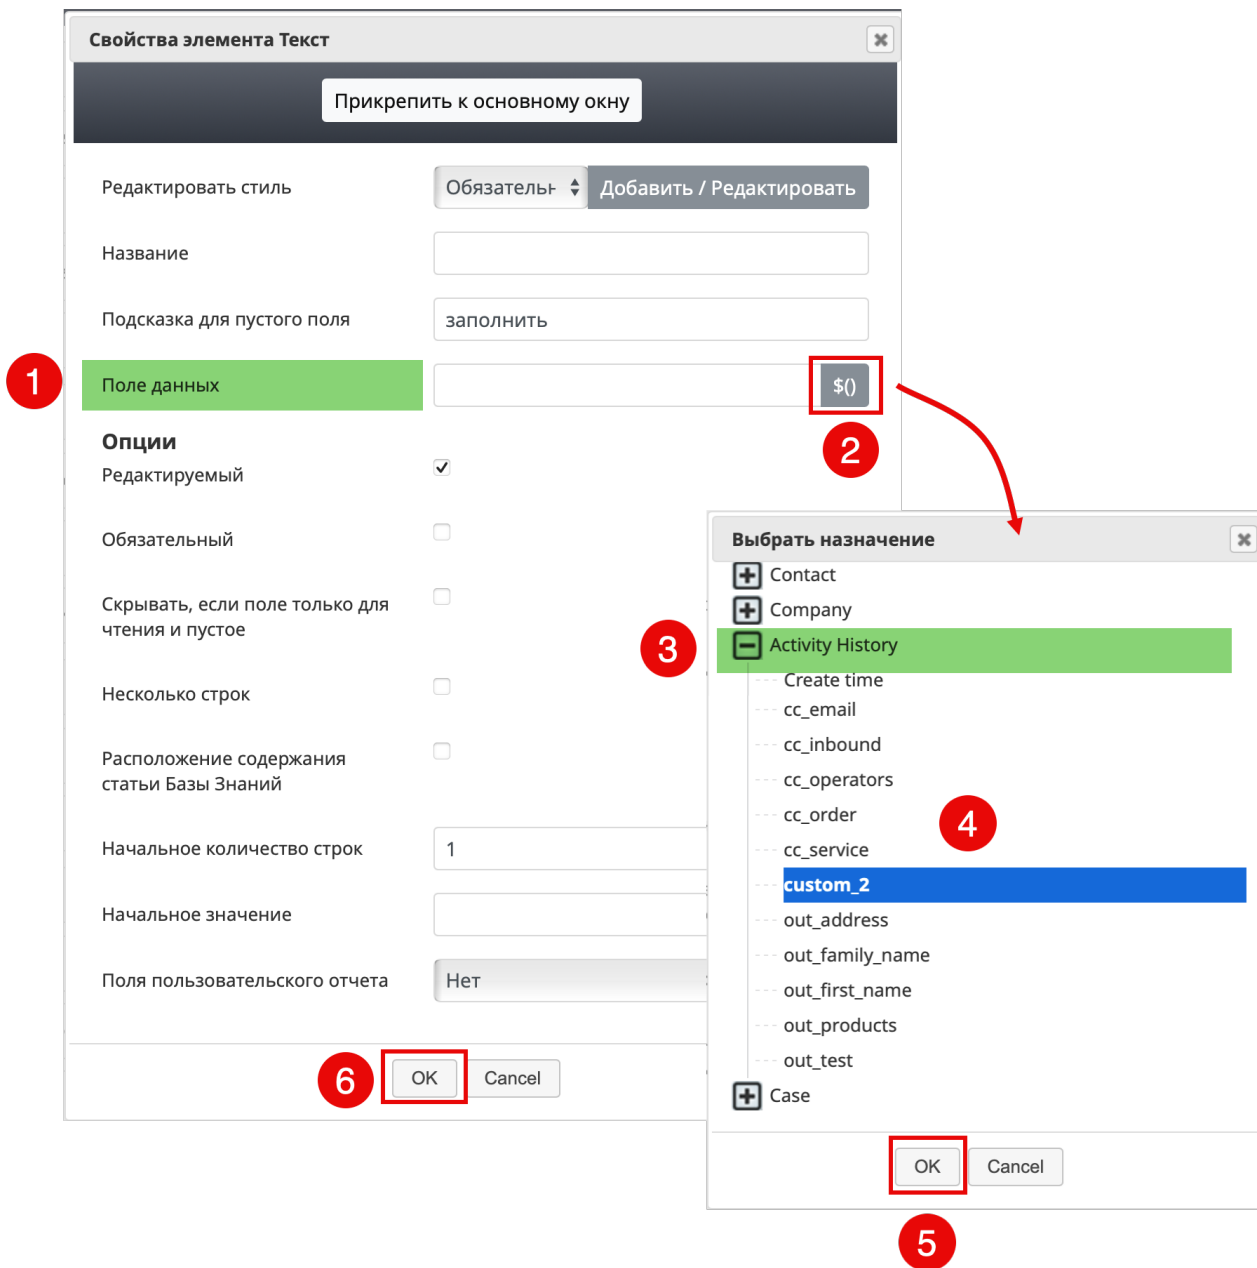 Свойства элемента Текст
Прикрепить к основному окну
Редактировать стиль
Обязательн
Добавить / Редактировать
Название
Подсказка для пустого поля
заполнить
1
Поле данных
$()
2
Опции
Редактируемый
Обязательный
Скрывать, если поле только для
чтения и пустое
Несколько строк
Расположение содержания
статьи Базы Знаний
Начальное количество строк
1
Начальное значение
Поля пользовательского отчета
Нет
6
OK
Cancel
Выбрать назначение
Contact
Company
3
Activity History
Create time
cc_email
cc_inbound
cc_operators
cc_order
4
cc_service
custom_2
out_address
out_family_name
out_first_name
out_products
out_test
Case
OK
Cancel
5